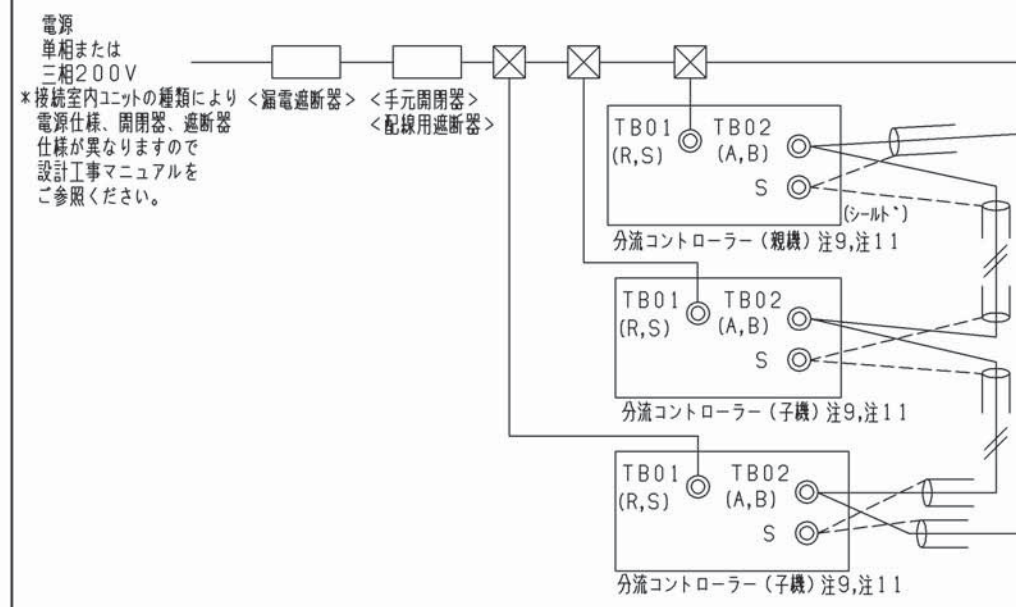 電源
単相または
三相200V
*接続室内ユニットの種類により
電源仕様、開閉器、遮断器
仕様が異なりますので
設計工事マニュアルを
ご参照ください。
<漏電遮断器>
<手元開閉器>
<配線用遮断器>
TB01
(R,S)
TB02
(A,B)
S
(シールド)
分流コントローラー(親機)注9,注11
TB01
(R,S)
TB02
(A,B)
S
分流コントローラー(子機)注9,注11
TB01
(R,S)
TB02
(A,B)
S
分流コントローラー(子機)注9,注11